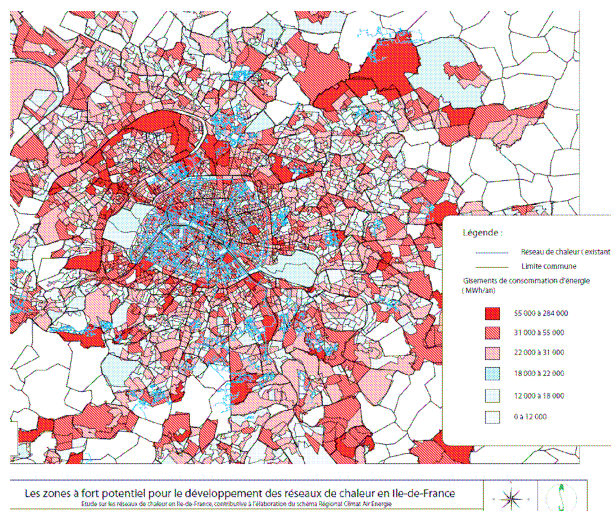 Légende :
Réseau de chaleur existant
Limite commune
Gisements de consommation d'énergie
(MWh/an)
55 000 à 284 000
31 000 à 55 000
22 000 à 31 000
18 000 à 22 000
12 000 à 18 000
0 à 12 000
Les zones à fort potentiel pour le développement des réseaux de chaleur en Ile-de-France
Etude sur les réseaux de chaleur en Ile-de-France, contributive à l'élaboration du schéma Régional Climat Air Energie